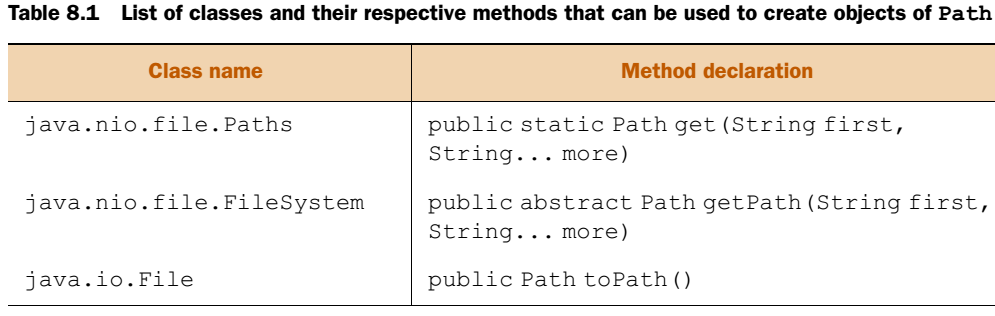 Table 8.1 List of classes and their respective methods that can be used to create objects of Path
Class name Method declaration
java.nio.file.Paths public static Path get(String first,
String... more)
java.nio.file.FileSystem public abstract Path getPath(String first,
String... more)
java.io.File public Path toPath()